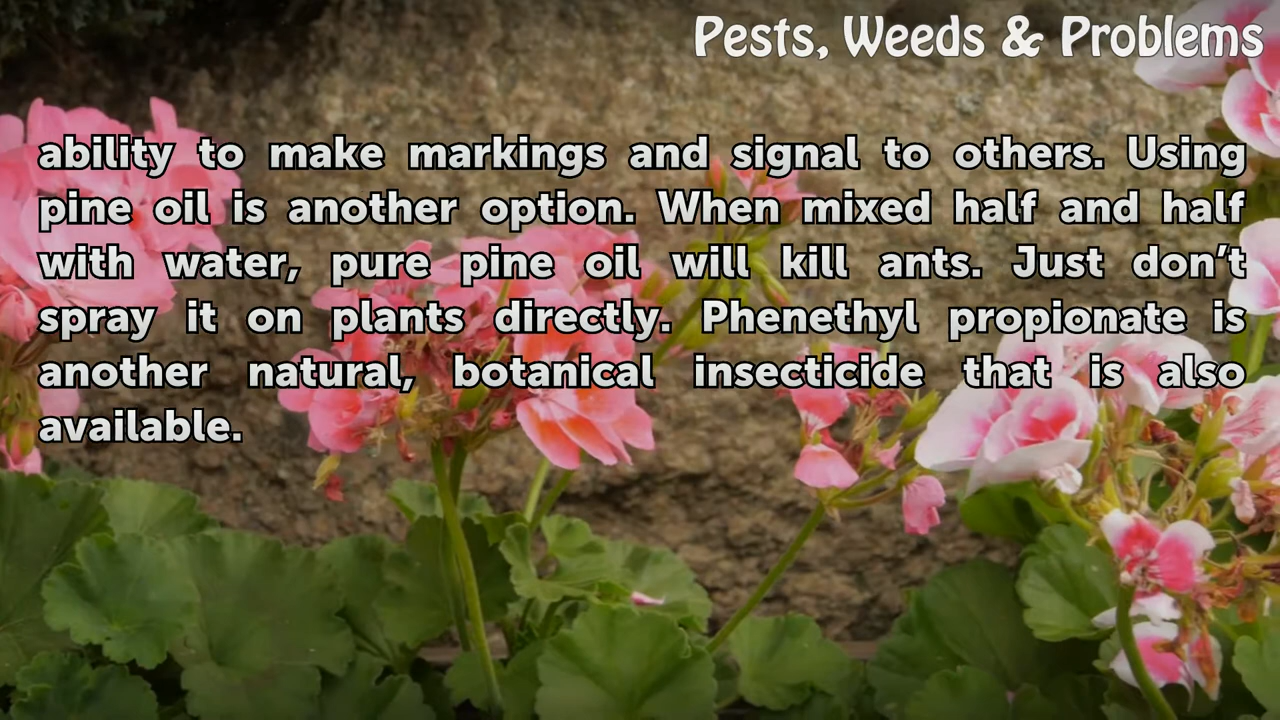 Pests, Weeds & Problems
ability to make markings and signal to others. Using
pine oil is another option. When mixed half and half
with water, pure pine oil will kill ants. Just don’t
spray it on plants directly. Phenethyl propionate is
another natural, botanical insecticide that is also
available.